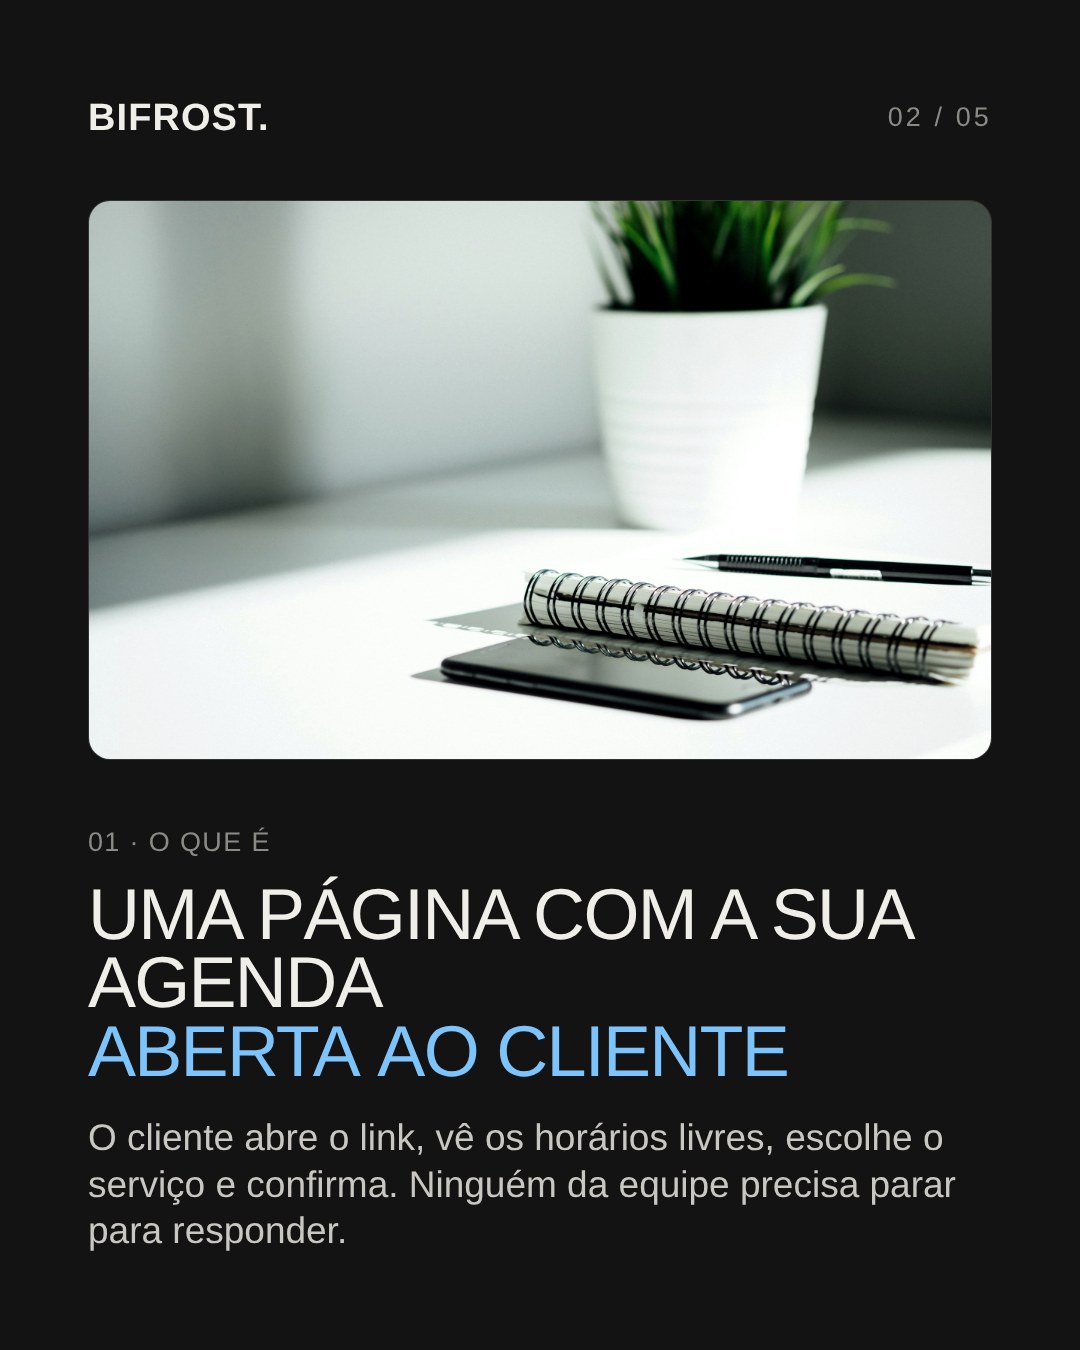 BIFROST.
02 / 05
01 · O QUE É
UMA PÁGINA COM A SUA
AGENDA
ABERTA AO CLIENTE
O cliente abre o link, vê os horários livres, escolhe o
serviço e confirma. Ninguém da equipe precisa parar
para responder.